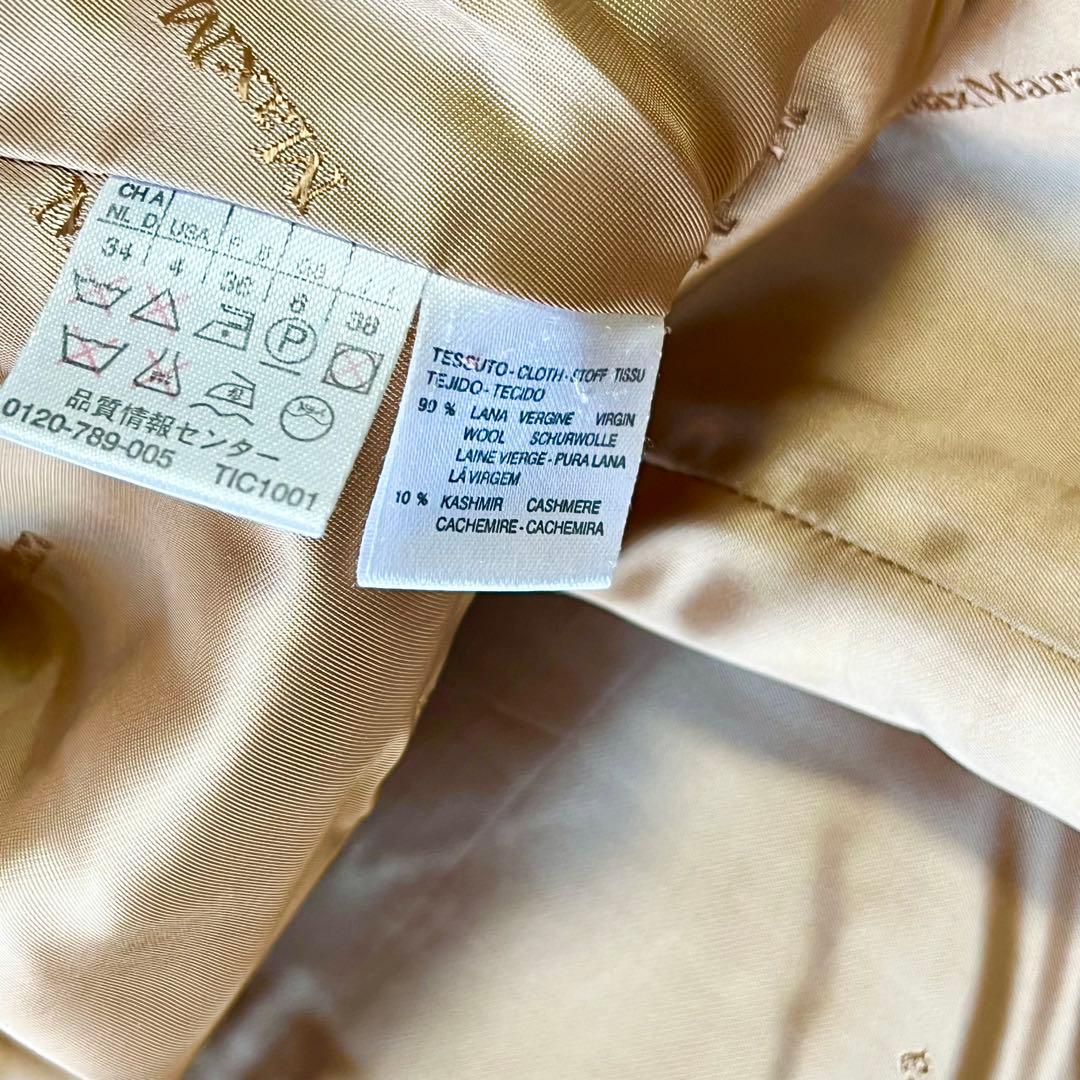 MaxMara
CH A
NL D USA
34 4 36 6 38
P
品質情報センター
0120-789-005 TIC1001
TESSUTO - CLOTH - STOFF TISSU
TEJIDO - TECIDO
90 % LANA VERGINE VIRGIN
WOOL SCHURWOLLE
LAINE VIERGE - PURA LANA
LÁ VIRGEM
10 % KASHMIR CASHMERE
CACHEMIRE - CACHEMIRA